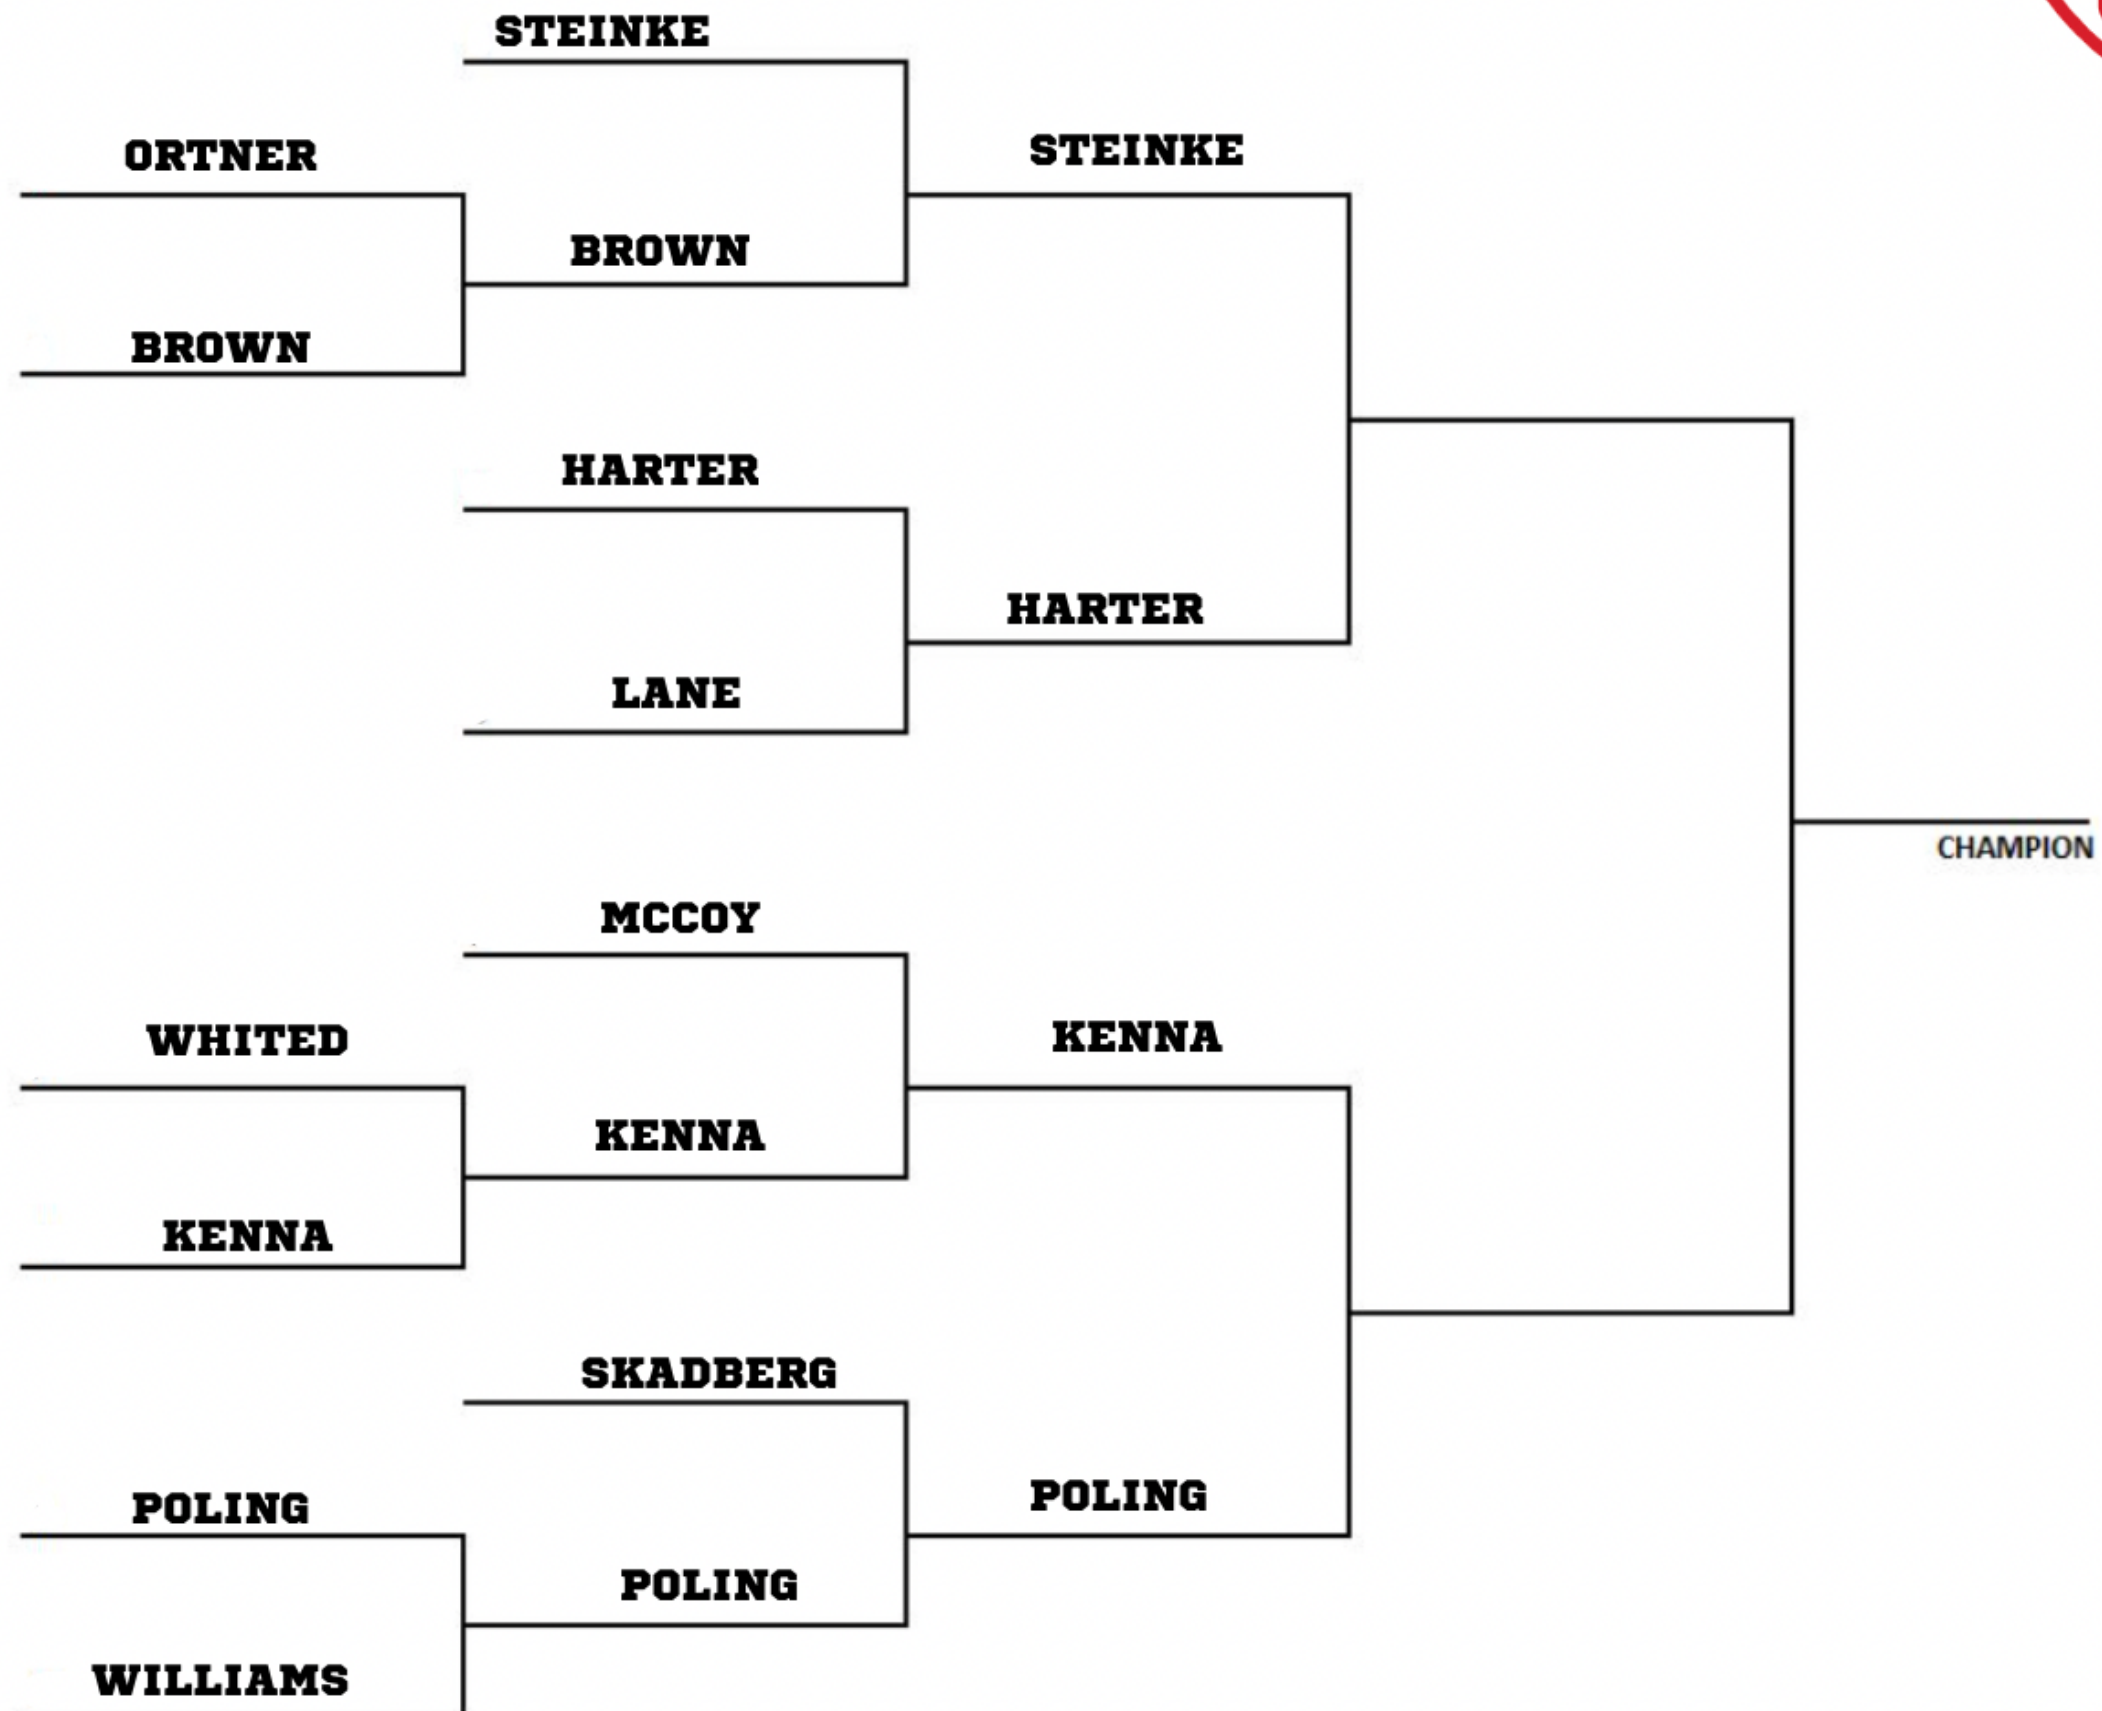 STEINKE
ORTNER
STEINKE
BROWN
BROWN
HARTER
HARTER
LANE
CHAMPION
MCCOY
WHITED
KENNA
KENNA
KENNA
SKADBERG
POLING
POLING
POLING
WILLIAMS